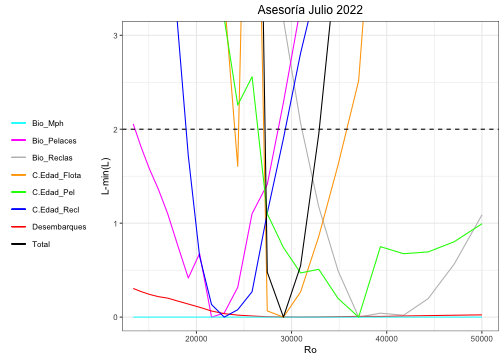 Asesoría Julio 2022
3
2
1
0
L-min(L)
20000 30000 40000 50000
Ro
Bio_Mph
Bio_Pelaces
Bio_Reclas
C.Edad_Flota
C.Edad_Pel
C.Edad_Recl
Desembarques
Total